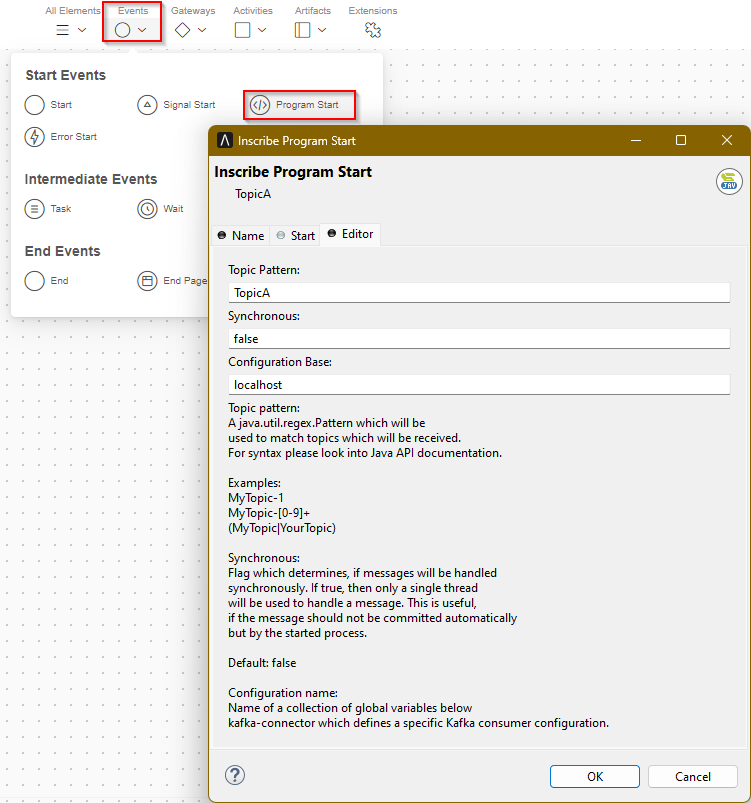 All Elements
Events
Gateways
Activities
Artifacts
Extensions
Start Events
Start
Signal Start
Program Start
Error Start
Intermediate Events
Task
Wait
End Events
End
End Page
Inscribe Program Start
Inscribe Program Start
TopicA
JAV
Name
Start
Editor
Topic Pattern:
TopicA
Synchronous:
false
Configuration Base:
localhost
Topic pattern:
A java.util.regex.Pattern which will be
used to match topics which will be received.
For syntax please look into Java API documentation.
Examples:
MyTopic-1
MyTopic-[0-9]+
(MyTopic|YourTopic)
Synchronous:
Flag which determines, if messages will be handled
synchronously. If true, then only a single thread
will be used to handle a message. This is useful,
if the message should not be committed automatically
but by the started process.
Default: false
Configuration name:
Name of a collection of global variables below
kafka-connector which defines a specific Kafka consumer configuration.
?
OK
Cancel